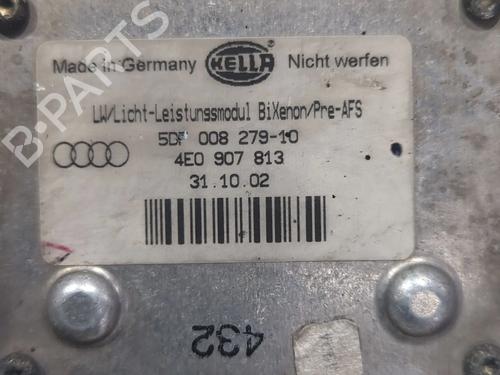 B-PARTS
Made in Germany HELLA Nicht werfen
LW/Licht-Leistungsmodul BiXenon/Pre-AFS
5DF 008 279-10
4E0 907 813
31.10.02
432